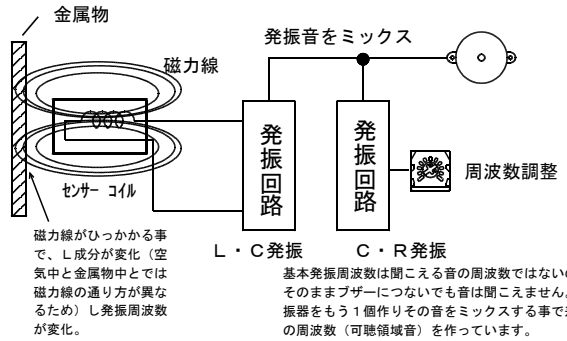 金属物
磁力線
発振音をミックス
発振回路
発振回路
周波数調整
センサー コイル
L・C発振
C・R発振
磁力線がひっかかる事
で、L成分が変化（空
気中と金属物中とでは
磁力線の通り方が異な
るため）し発振周波数
が変化。
基本発振周波数は聞こえる音の周波数ではない
そのままブザーにつないでも音は聞こえません。
振器をもう１個作りその音をミックスする事で
の周波数（可聴領域音）を作っています。